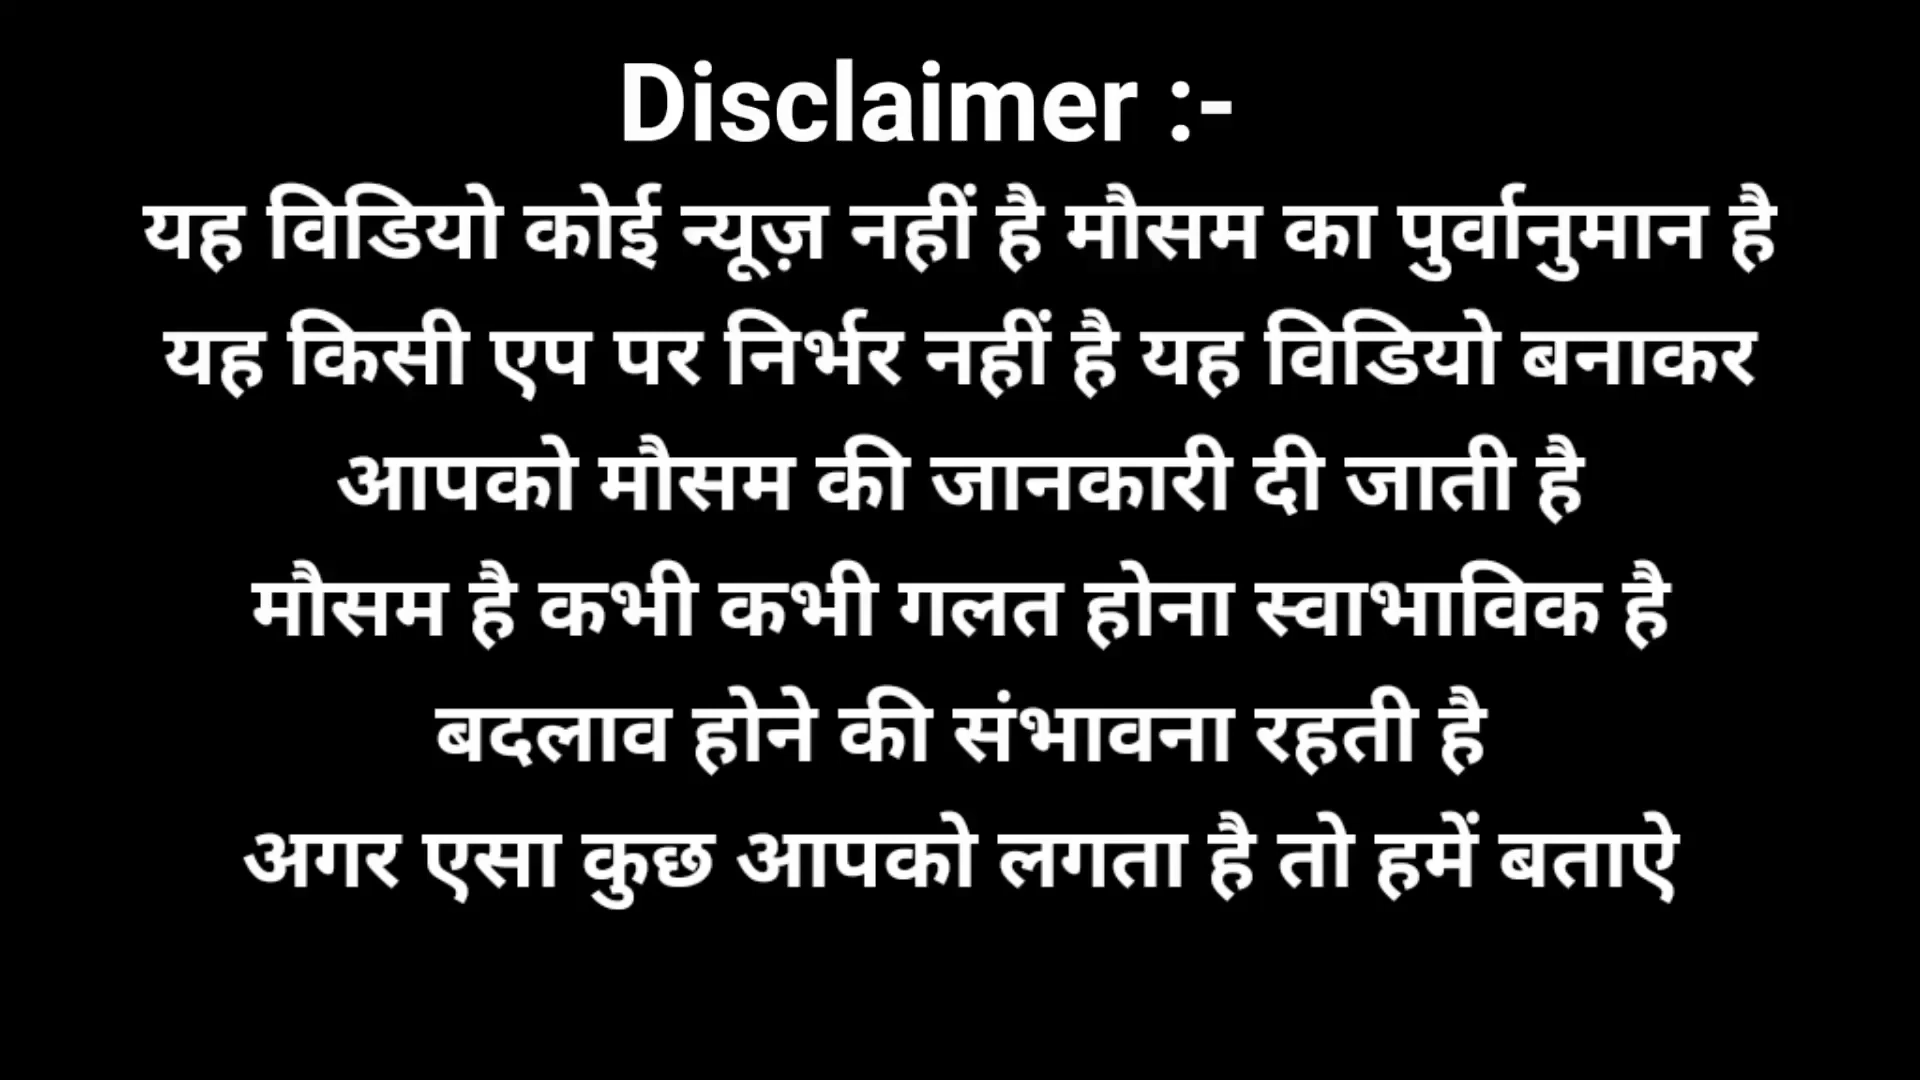 Disclaimer :-
यह विडियो कोई न्यूज़ नहीं है मौसम का पुर्वानुमान है
यह किसी एप पर निर्भर नहीं है यह विडियो बनाकर
आपको मौसम की जानकारी दी जाती है
मौसम है कभी कभी गलत होना स्वाभाविक है
बदलाव होने की संभावना रहती है
अगर एसा कुछ आपको लगता है तो हमें बताऐ